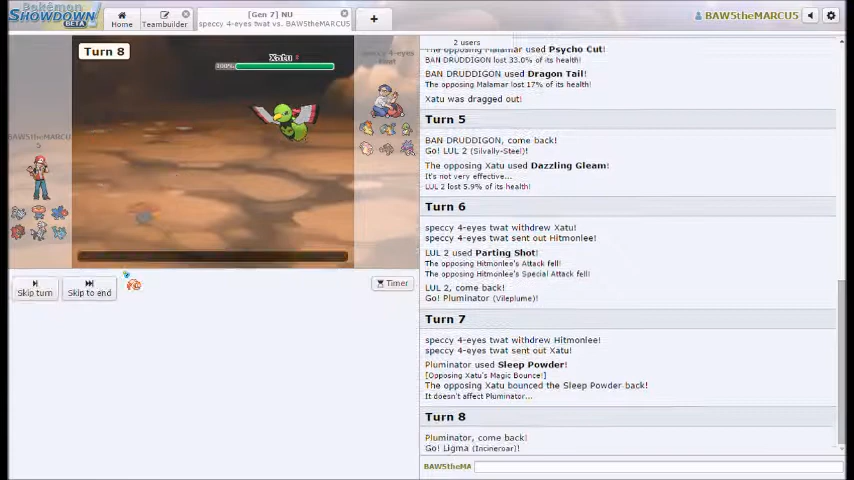 Pokémon
Showdown
BETA
Home
Teambuilder
[Gen 7] NU
speccy 4-eyes twat vs. BAW5theMARCUS
BAW5theMARCUS
Turn 8
Xatu
100%
speccy 4-eyes
twat
BAW5theMARCU
S
Skip turn
Skip to end
Timer
2 users
The opposing Malamar used Psycho Cut!
BAN DRUDDIGON lost 33.0% of its health!
BAN DRUDDIGON used Dragon Tail!
The opposing Malamar lost 17% of its health!
Xatu was dragged out!
Turn 5
BAN DRUDDIGON, come back!
Go! LUL 2 (Silvally-Steel)!
The opposing Xatu used Dazzling Gleam!
It's not very effective...
LUL 2 lost 5.9% of its health!
Turn 6
speccy 4-eyes twat withdrew Xatu!
speccy 4-eyes twat sent out Hitmonlee!
LUL 2 used Parting Shot!
The opposing Hitmonlee's Attack fell!
The opposing Hitmonlee's Special Attack fell!
LUL 2, come back!
Go! Pluminator (Vileplume)!
Turn 7
speccy 4-eyes twat withdrew Hitmonlee!
speccy 4-eyes twat sent out Xatu!
Pluminator used Sleep Powder!
[Opposing Xatu's Magic Bounce!]
The opposing Xatu bounced the Sleep Powder back!
It doesn't affect Pluminator...
Turn 8
Pluminator, come back!
Go! Ligma (Incineroar)!
BAW5theMA